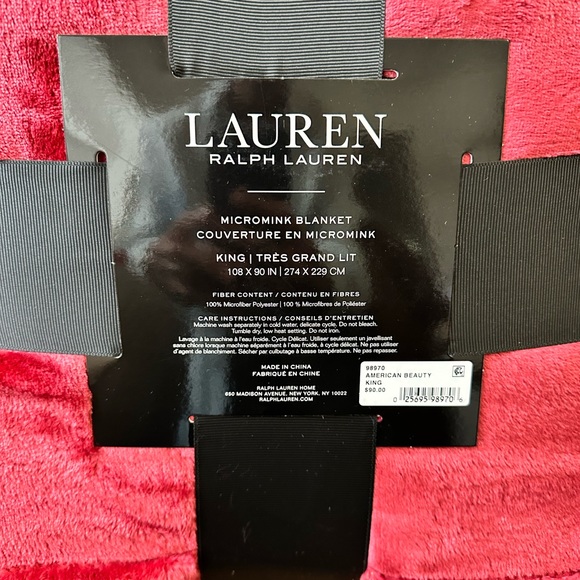 LAUREN
RALPH LAUREN
MICROMINK BLANKET
COUVERTURE EN MICROMINK
KING | TRÈS GRAND LIT
108 X 90 IN | 274 X 229 CM
FIBER CONTENT / CONTENU EN FIBRES
100% Microfiber Polyester | 100 % Microfibres de Poliéster
CARE INSTRUCTIONS / CONSEILS D'ENTRETIEN
Machine wash separately in cold water, delicate cycle. Do not bleach.
Tumble dry, low heat setting. Do not iron.
Lavage à la machine à l'eau froide. Cycle Délicat. Utiliser seulement un javellisant
sans chlore lorsque machine séparément à l'eau froide, à cycle délicat. Ne pas utiliser
d'agent de blanchiment. Sécher par culbutage à basse température. Ne pas repasser.
MADE IN CHINA
FABRIQUÉ EN CHINE
RALPH LAUREN HOME
650 MADISON AVENUE, NEW YORK, NY 10022
RALPHLAUREN.COM
98970
AMERICAN BEAUTY
KING
$90.00
0 25695 98970 6